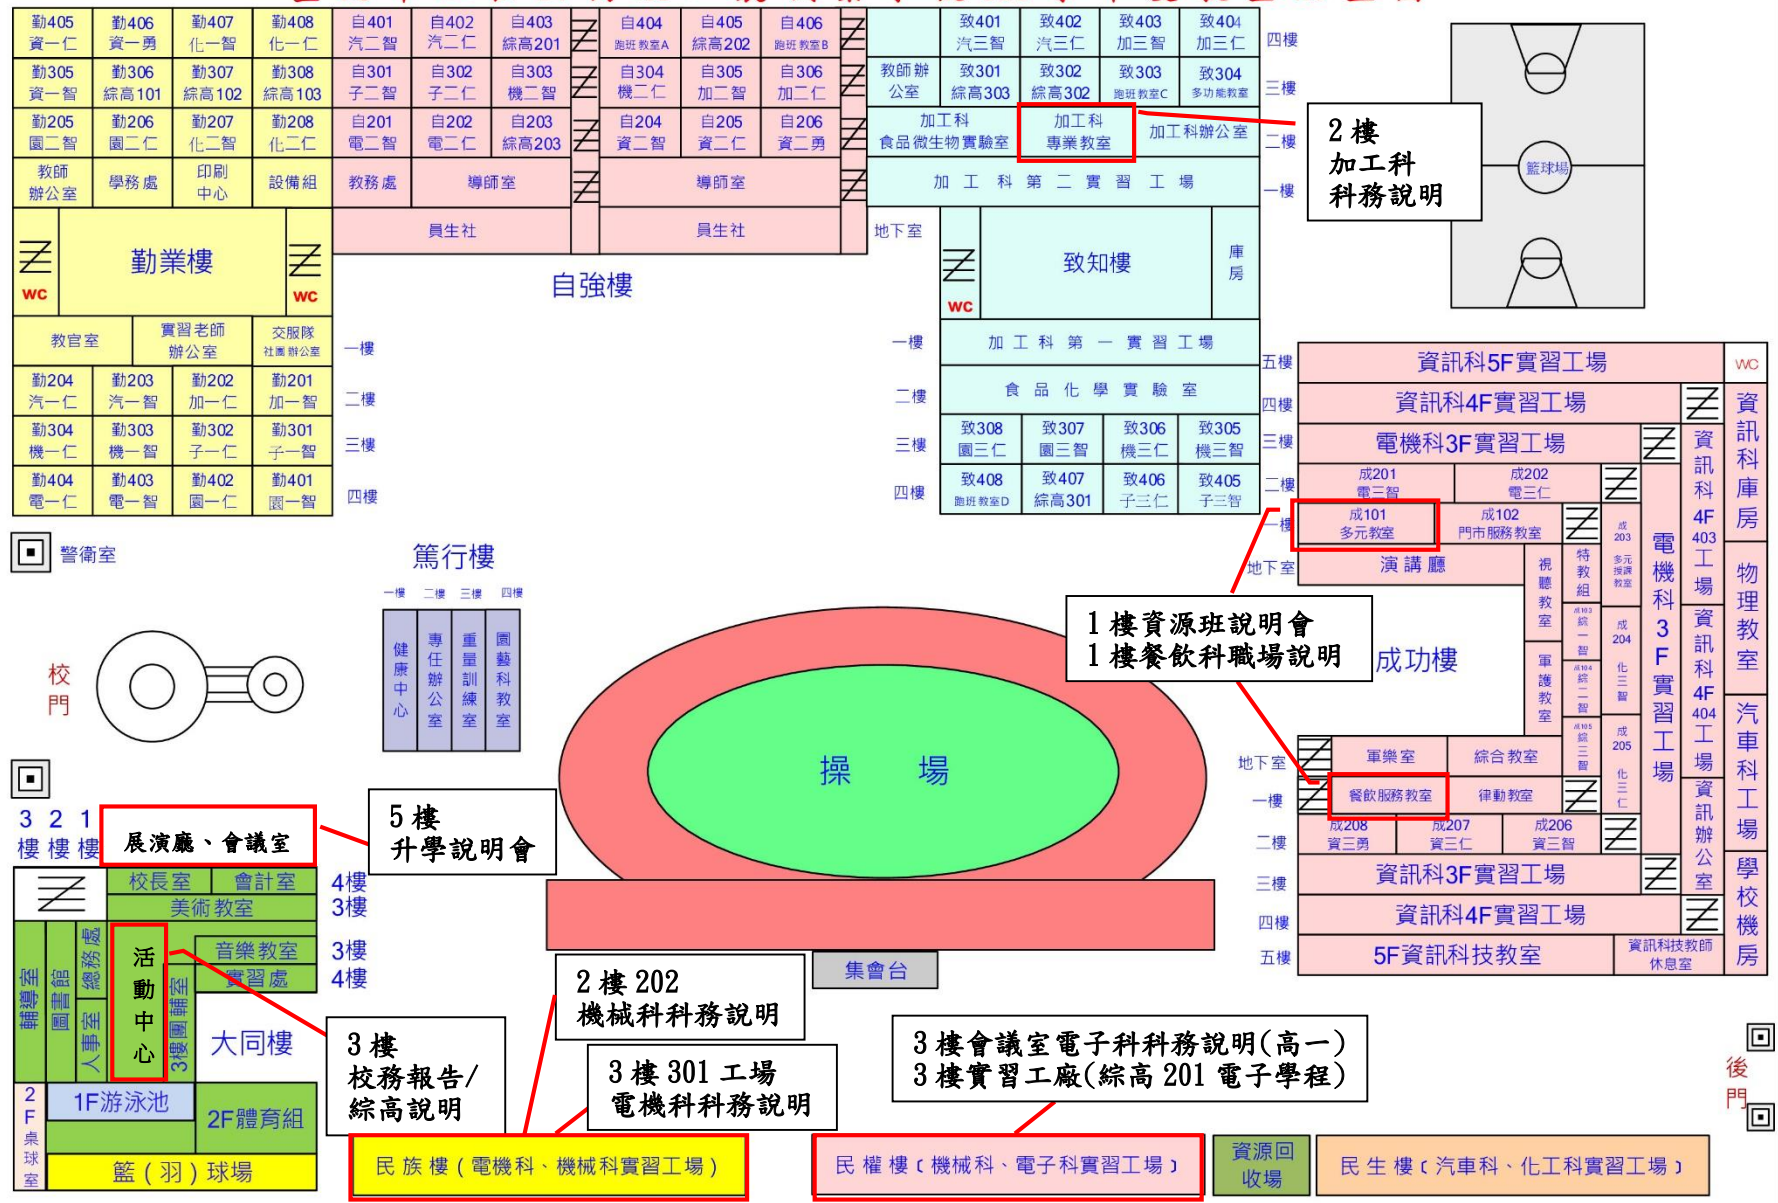 勤405 勤406 勤407 勤408 自401 自402 自403 自404 自405 自406 致401 致402 致403 致404
資一仁 資一勇 化一智 化一仁 汽二智 汽二仁 綜高201 跑班教室A 綜高202 跑班教室B 汽三智 汽三仁 加三智 加三仁 四樓
勤305 勤306 勤307 勤308 自301 自302 自303 自304 自305 自306 教師辦 致301 致302 致303 致304
資一智 綜高101 綜高102 綜高103 子二智 子二仁 機二智 機二仁 加二智 加二仁 公室 綜高303 綜高302 跑班教室C 多功能教室 三樓
勤205 勤206 勤207 勤208 自201 自202 自203 自204 自205 自206 加工科 加工科 加工科辦公室
園二智 園二仁 化二智 化二仁 電二智 電二仁 綜高203 資二智 資二仁 資二勇 食品微生物實驗室 專業教室 二樓
教師 學務處 印刷 設備組 教務處 導師室 導師室 加工科第二實習工場 一樓
辦公室 中心
2樓
加工科
科務說明
籃球場
員生社 員生社 地下室
勤業樓 致知樓 庫房
WC WC WC
自強樓
教官室 實習老師 交服隊 一樓 一樓 加工科第一實習工場
辦公室 社團辦公室
勤204 勤203 勤202 勤201
汽一仁 汽一智 加一仁 加一智 二樓 二樓 食品化學實驗室
勤304 勤303 勤302 勤301 致308 致307 致306 致305
機一仁 機一智 子一仁 子一智 三樓 三樓 園三仁 園三智 機三仁 機三智
勤404 勤403 勤402 勤401 致408 致407 致406 致405
電一仁 電一智 園一仁 園一智 四樓 四樓 跑班教室D 綜高301 子三仁 子三智
五樓 資訊科5F實習工場 WC
四樓 資訊科4F實習工場
三樓 電機科3F實習工場
二樓 成201 成202
電三智 電三仁
一樓 成101 成102
多元教室 門市服務教室
地下室 演講廳
視聽教室
軍護教室
特教組
成103 綜一智
成104 綜二智
成105 綜三智
成203 多元授課教室
成204 化三智
成205 化三仁
電機科3F實習工場
資訊科4F403工場
資訊科4F404工場
資訊辦公室
資訊科庫房
物理教室
汽車科工場
學校機房
警衛室
篤行樓
一樓 二樓 三樓 四樓
健康中心
專任辦公室
重量訓練室
園藝科教室
校門
1樓資源班說明會
1樓餐飲科職場說明
成功樓
操場
地下室 軍樂室 綜合教室
一樓 餐飲服務教室 律動教室
二樓 成208 成207 成206
資三勇 資三仁 資三智
三樓 資訊科3F實習工場
四樓 資訊科4F實習工場
五樓 5F資訊科技教室 資訊科技教師
休息室
3 2 1
樓樓樓
展演廳、會議室
5樓
升學說明會
校長室 會計室 4樓
美術教室 3樓
音樂教室 3樓
實習處 4樓
輔導室
圖書館
總務處
人事室
活動中心
3樓團輔室
大同樓
集會台
2樓202
機械科科務說明
3樓
校務報告/
綜高說明
3樓301工場
電機科科務說明
3樓會議室電子科科務說明(高一)
3樓實習工廠(綜高201電子學程)
後門
2F桌球室
1F游泳池
2F體育組
籃(羽)球場
民族樓(電機科、機械科實習工場)
民權樓(機械科、電子科實習工場)
資源回
收場
民生樓(汽車科、化工科實習工場)